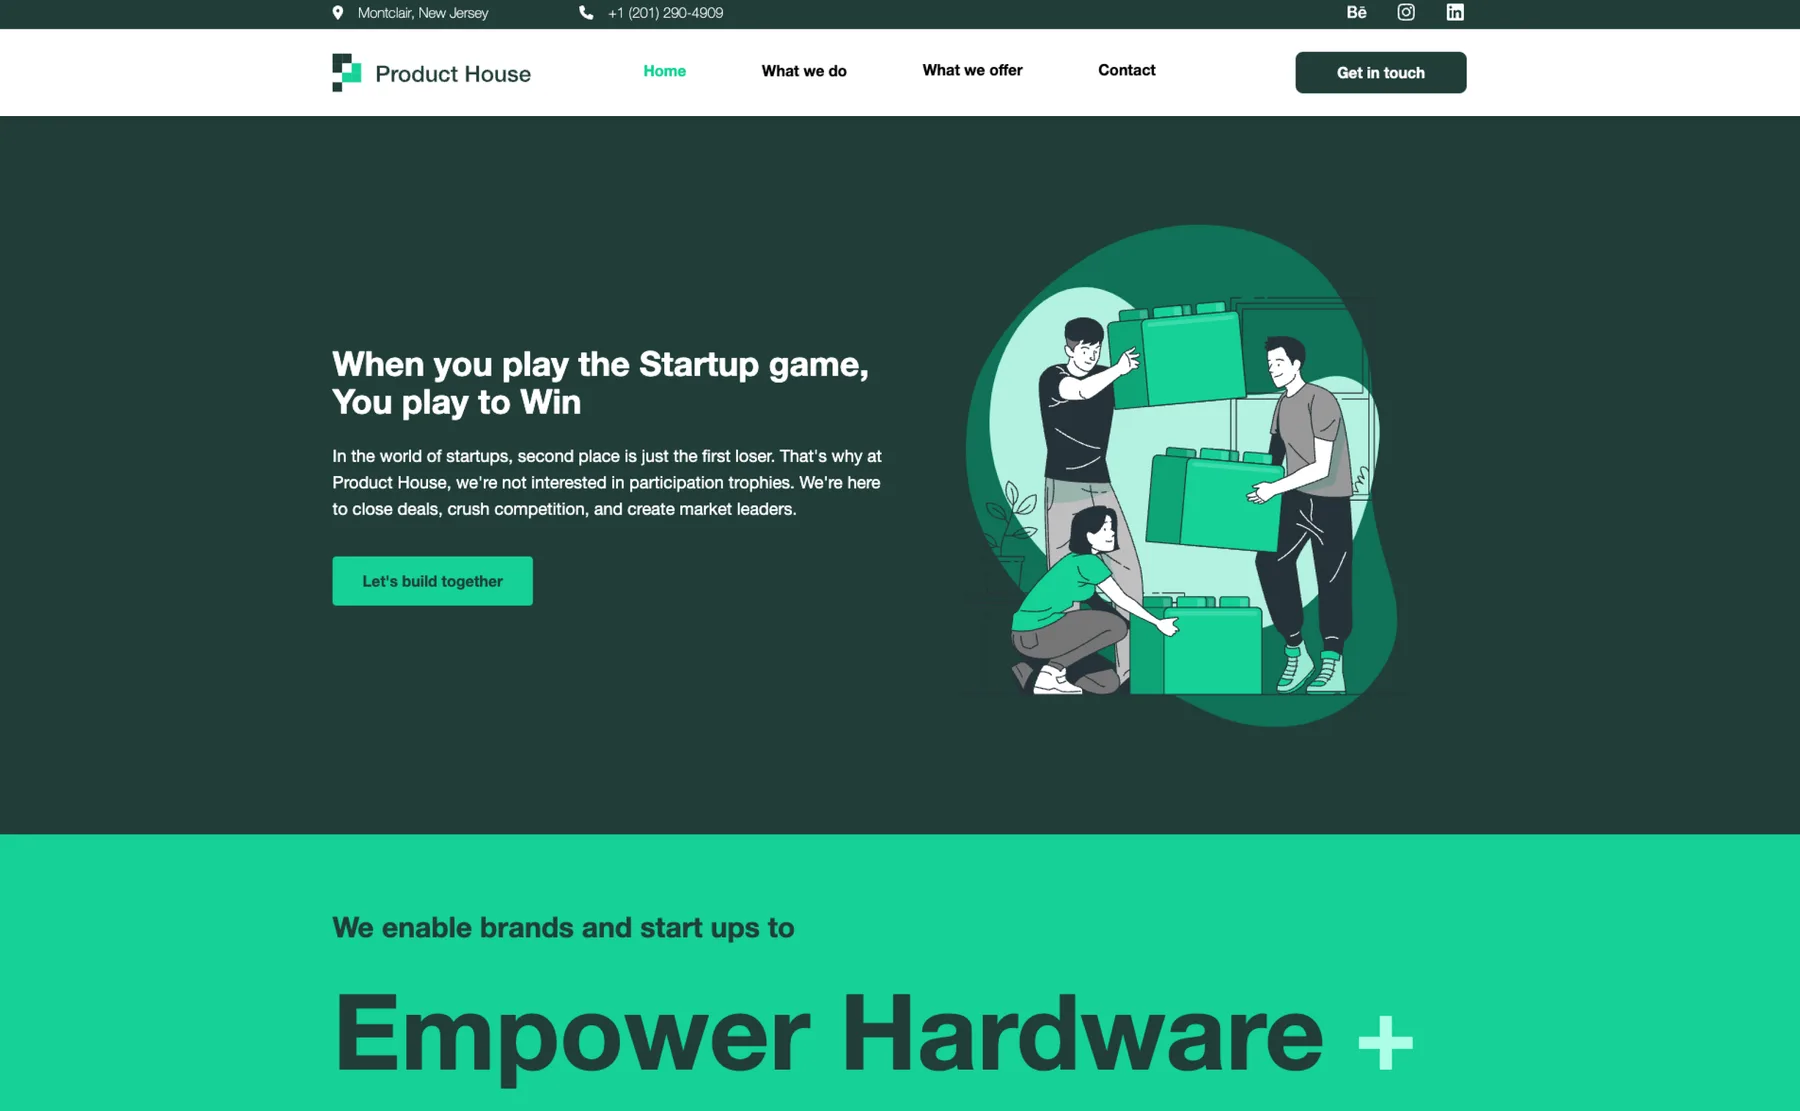 Montclair, New Jersey
+1 (201) 290-4909
Bē
Product House
Home
What we do
What we offer
Contact
Get in touch
When you play the Startup game,
You play to Win
In the world of startups, second place is just the first loser. That's why at
Product House, we're not interested in participation trophies. We're here
to close deals, crush competition, and create market leaders.
Let's build together
We enable brands and start ups to
Empower Hardware +